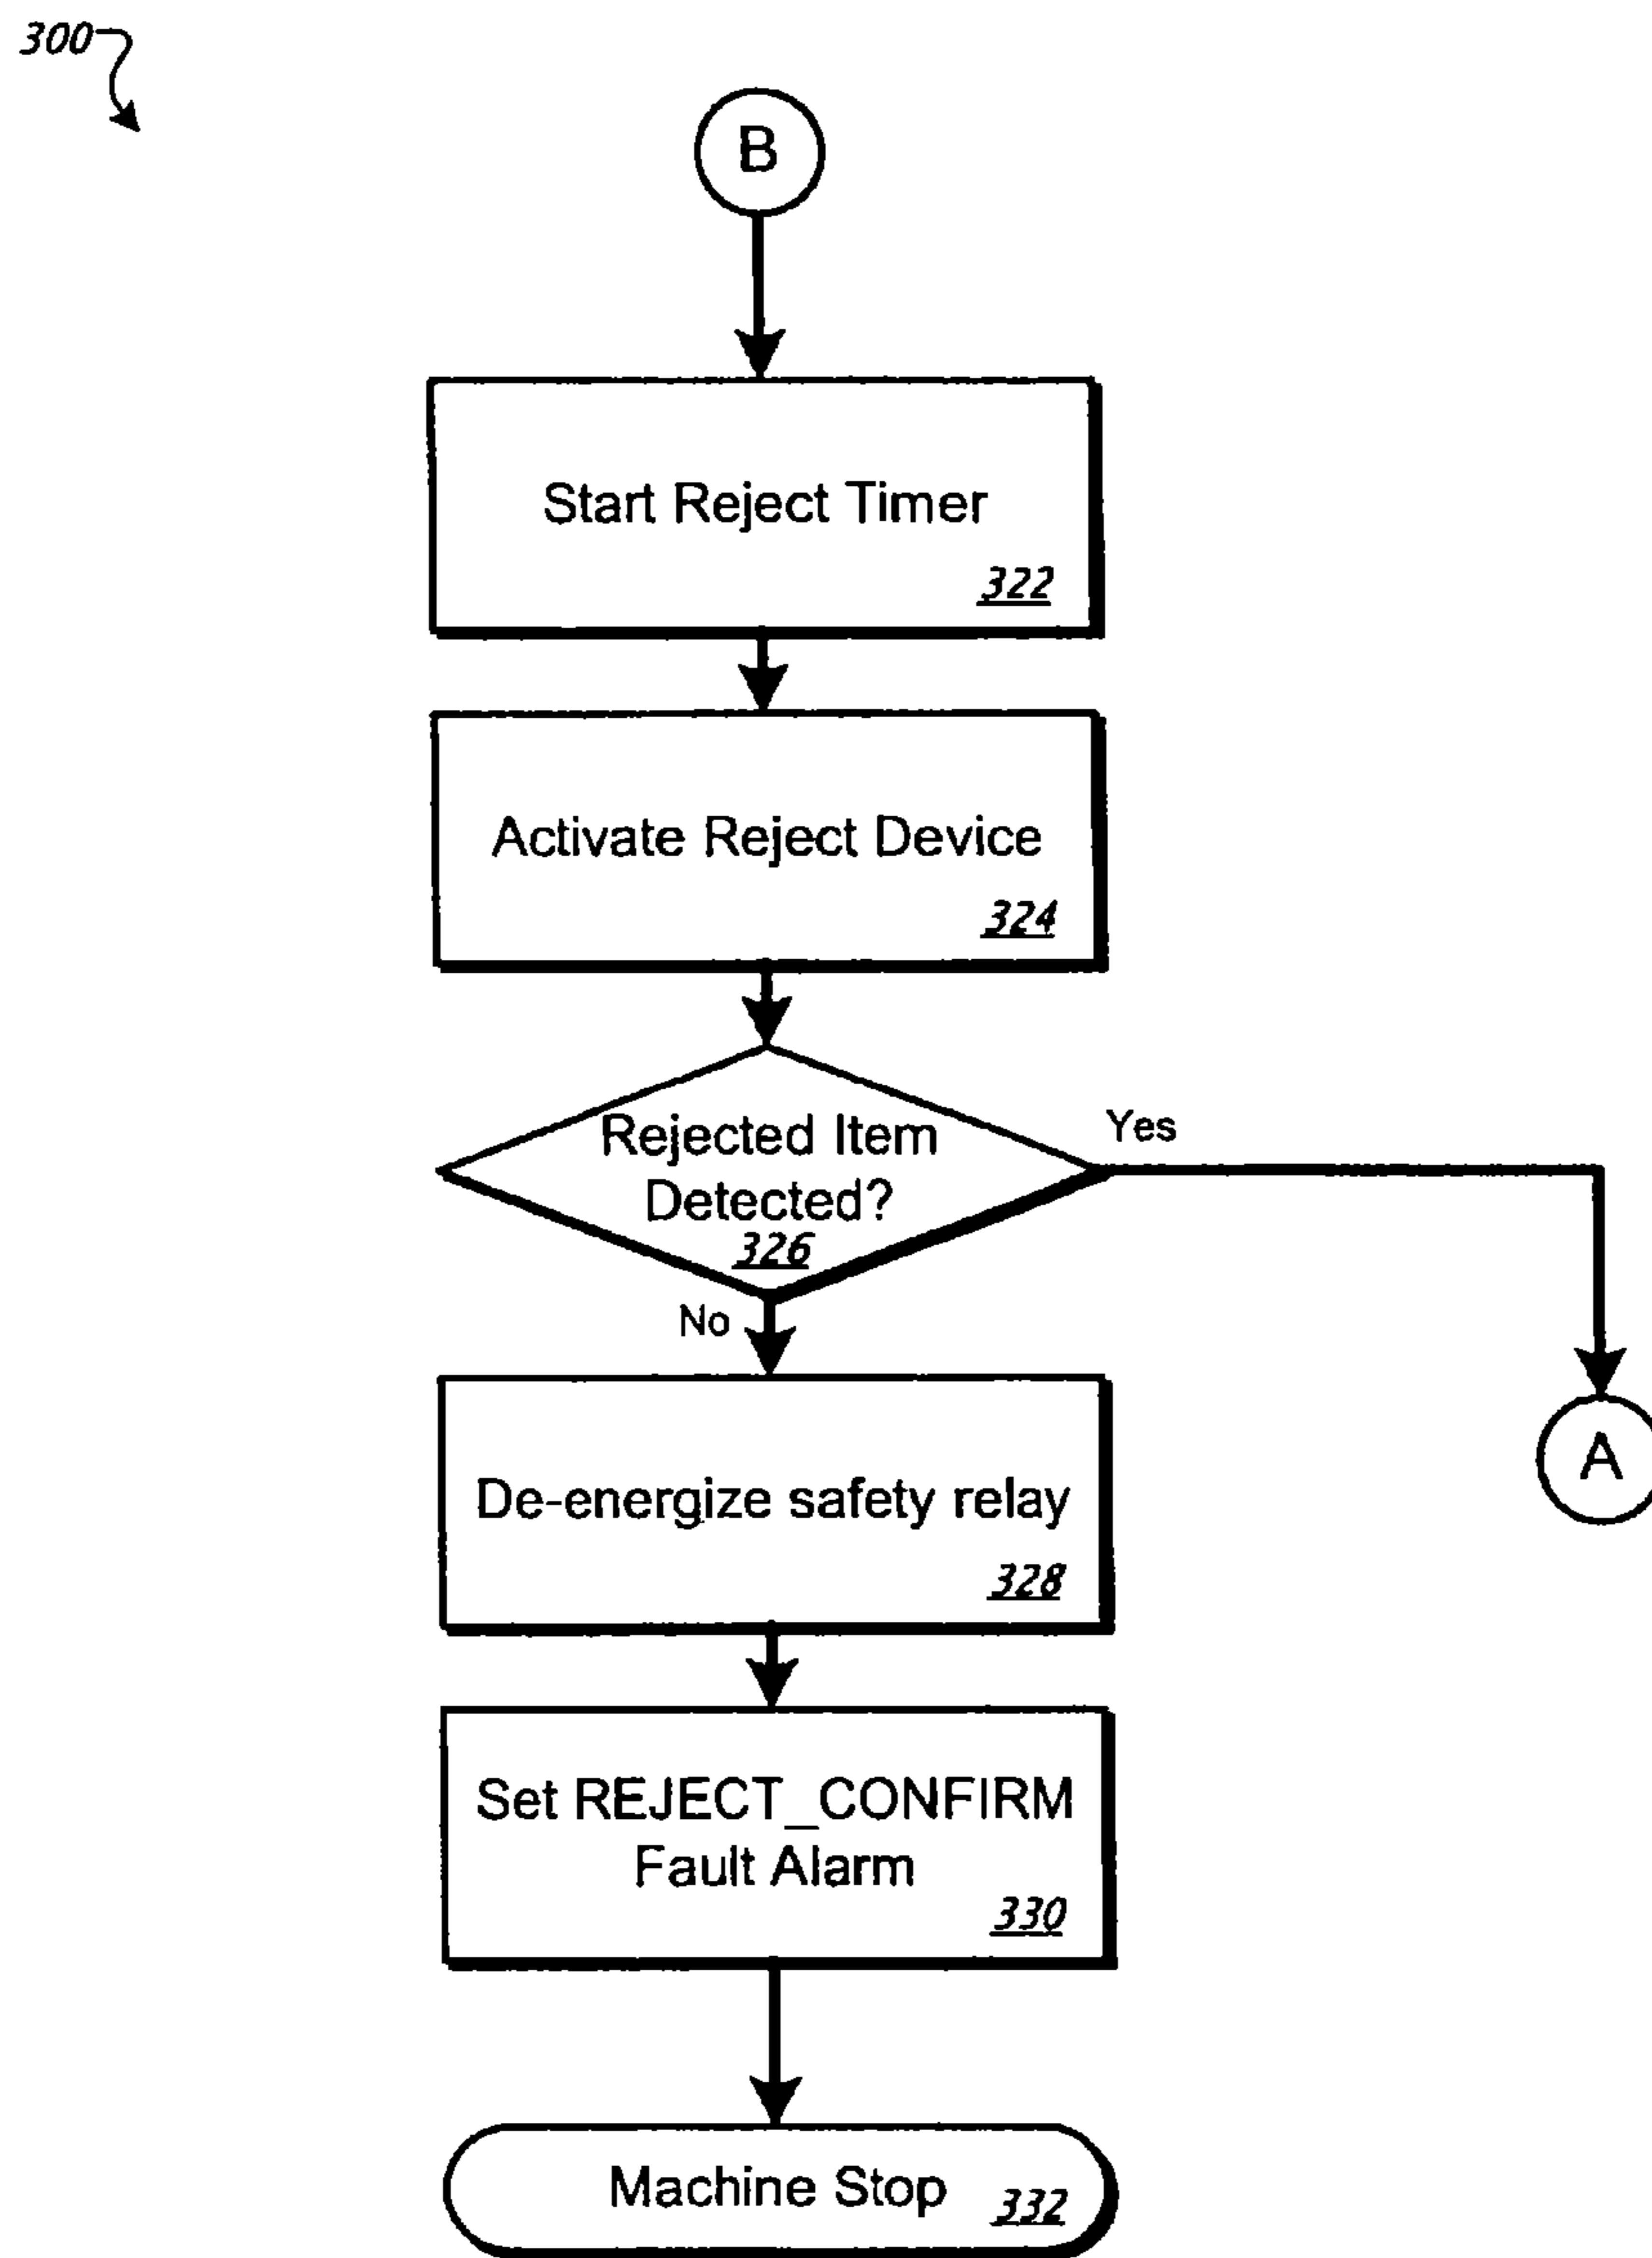 300
B
Start Reject Timer
322
Activate Reject Device
324
Rejected Item
Detected?
326
Yes
No
De-energize safety relay
328
A
Set REJECT_CONFIRM
Fault Alarm
330
Machine Stop 332